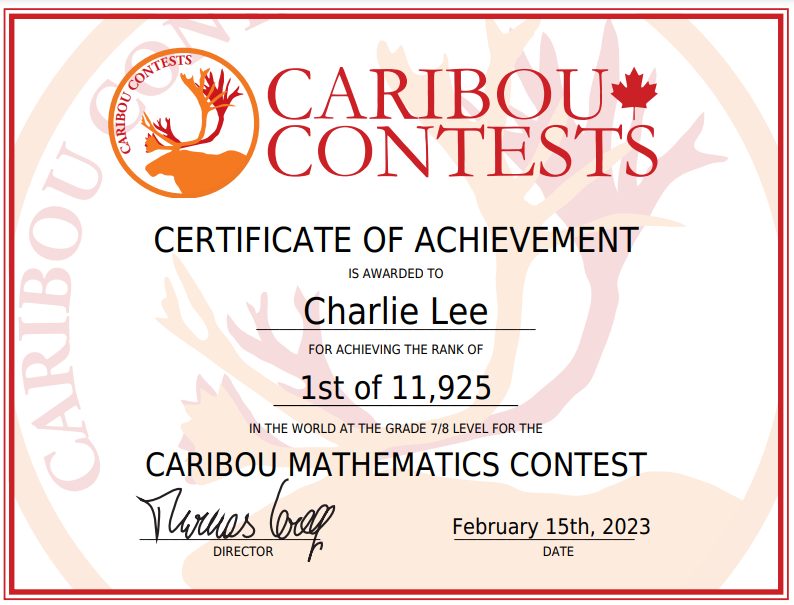 CARIBOU CONTESTS
CARIBOU
CONTESTS
CARIBOU CON
CERTIFICATE OF ACHIEVEMENT
IS AWARDED TO
Charlie Lee
FOR ACHIEVING THE RANK OF
1st of 11,925
IN THE WORLD AT THE GRADE 7/8 LEVEL FOR THE
CARIBOU MATHEMATICS CONTEST
February 15th, 2023
DIRECTOR
DATE